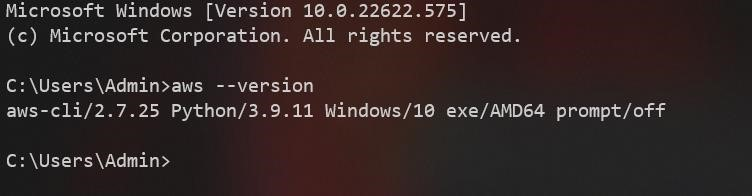 Microsoft Windows [Version 10.0.22622.575]
(c) Microsoft Corporation. All rights reserved.
C:\Users\Admin>aws --version
aws-cli/2.7.25 Python/3.9.11 Windows/10 exe/AMD64 prompt/off
C:\Users\Admin>